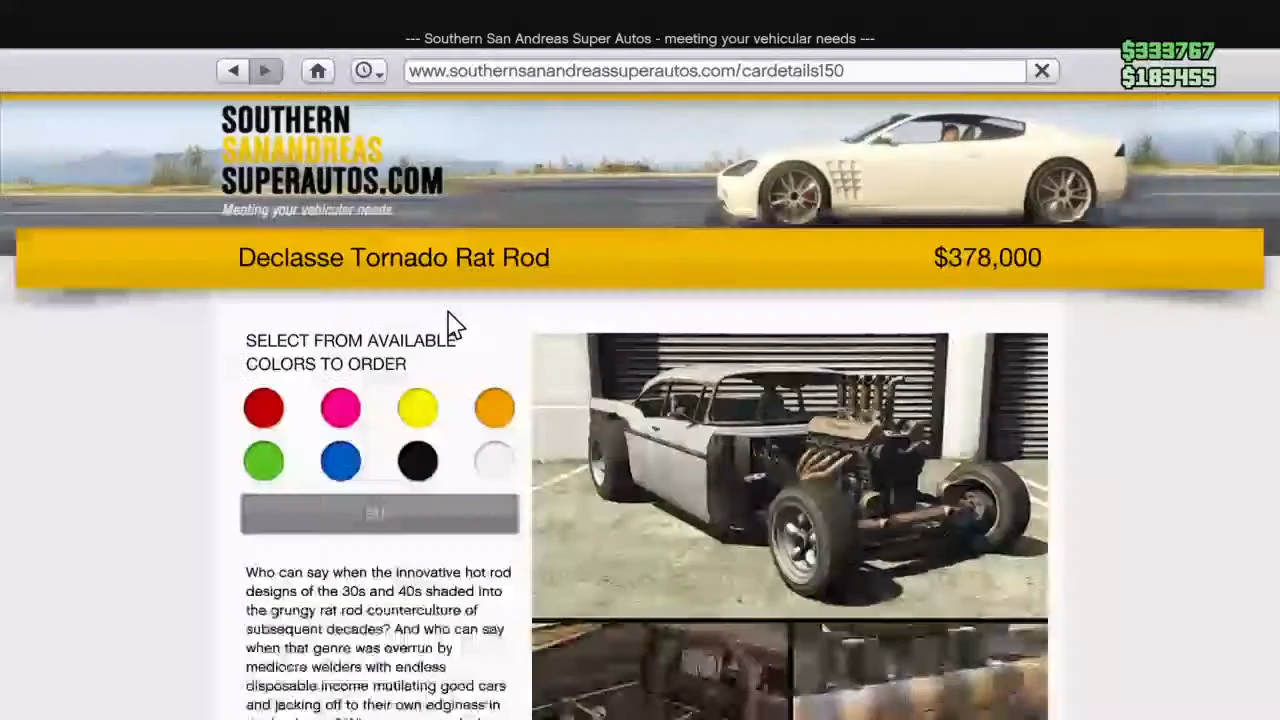 --- Southern San Andreas Super Autos - meeting your vehicular needs ---
$333767
www.southernsanandreassuperautos.com/cardetails150
$183455
SOUTHERN
SANANDREAS
SUPERAUTOS.COM
Meeting your vehicular needs
Declasse Tornado Rat Rod
$378,000
SELECT FROM AVAILABLE
COLORS TO ORDER
Who can say when the innovative hot rod
designs of the 30s and 40s shaded into
the grungy rat rod counterculture of
subsequent decades? And who can say
when that genre was overrun by
mediocre welders with endless
disposable income mutilating good cars
and jacking off to their own edginess in